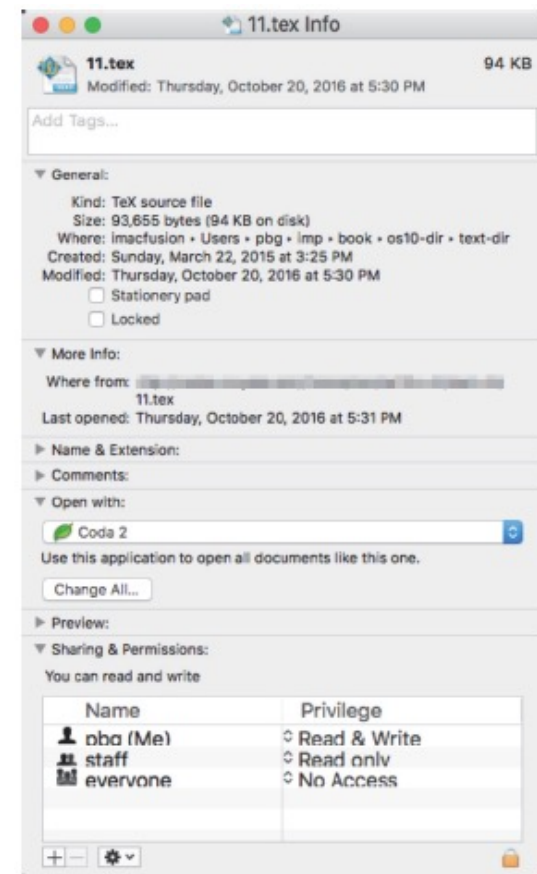 11.tex Info
11.tex 94 KB
Modified: Thursday, October 20, 2016 at 5:30 PM
Add Tags...
General:
Kind: TeX source file
Size: 93,655 bytes (94 KB on disk)
Where: imacfusion ‣ Users ‣ pbg ‣ imp ‣ book ‣ os10-dir ‣ text-dir
Created: Sunday, March 22, 2015 at 3:25 PM
Modified: Thursday, October 20, 2016 at 5:30 PM
Stationery pad
Locked
More Info:
Where from:
11.tex
Last opened: Thursday, October 20, 2016 at 5:31 PM
Name & Extension:
Comments:
Open with:
Coda 2
Use this application to open all documents like this one.
Change All...
Preview:
Sharing & Permissions:
You can read and write
Name Privilege
pbg (Me) Read & Write
staff Read only
everyone No Access